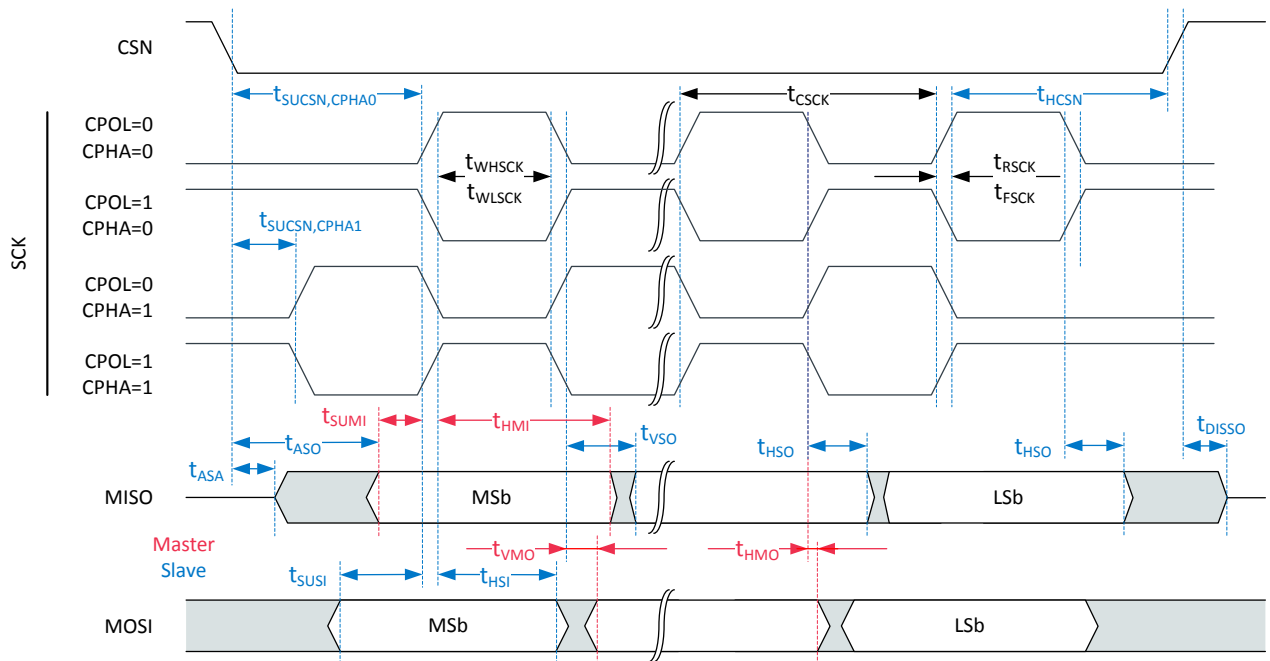 CSN
tSUCSN,CPHA0
tCSCK
tHCSN
CPOL=0
CPHA=0
tWHSCK
tWLSCK
tRSCK
tFSCK
CPOL=1
CPHA=0
tSUCSN,CPHA1
SCK
CPOL=0
CPHA=1
CPOL=1
CPHA=1
tSUMI
tHMI
tASO
tVSO
tHSO
tHSO
tDISSO
tASA
MISO
MSb
LSb
Master
Slave
tVMO
tHMO
tSUSI
tHSI
MOSI
MSb
LSb